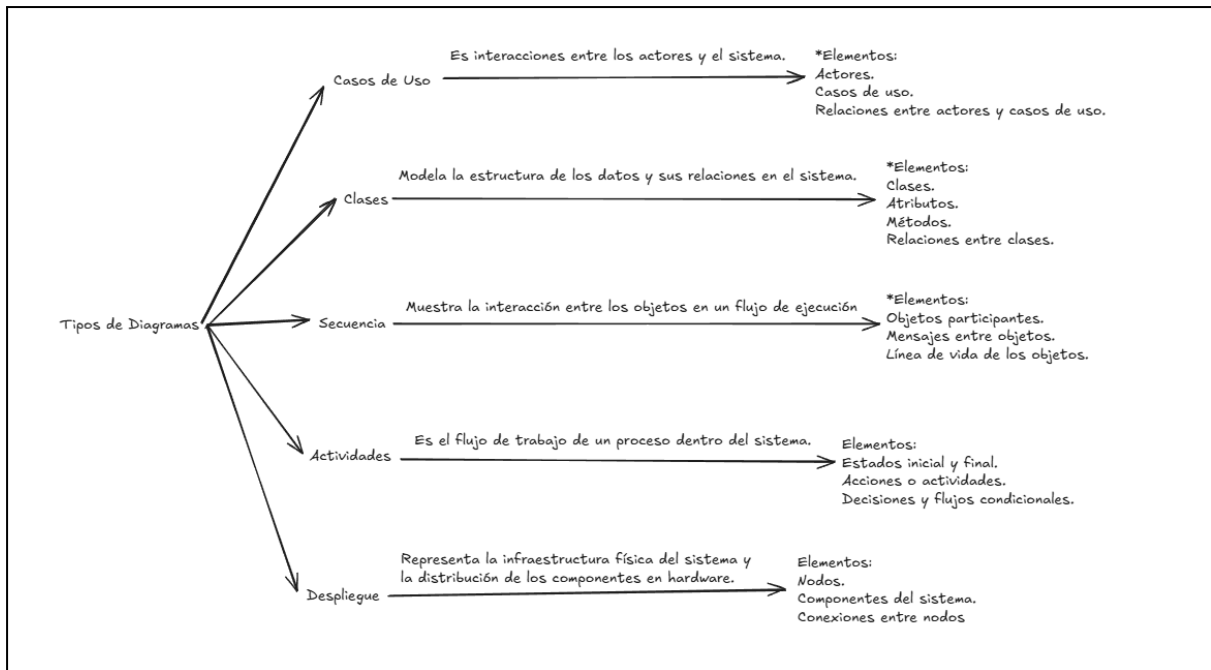 Es interacciones entre los actores y el sistema.
Casos de Uso
*Elementos:
Actores.
Casos de uso.
Relaciones entre actores y casos de uso.
Modela la estructura de los datos y sus relaciones en el sistema.
Clases
*Elementos:
Clases.
Atributos.
Métodos.
Relaciones entre clases.
Tipos de Diagramas
Muestra la interacción entre los objetos en un flujo de ejecución
Secuencia
*Elementos:
Objetos participantes.
Mensajes entre objetos.
Línea de vida de los objetos.
Es el flujo de trabajo de un proceso dentro del sistema.
Actividades
Elementos:
Estados inicial y final.
Acciones o actividades.
Decisiones y flujos condicionales.
Representa la infraestructura física del sistema y
la distribución de los componentes en hardware.
Despliegue
Elementos:
Nodos.
Componentes del sistema.
Conexiones entre nodos